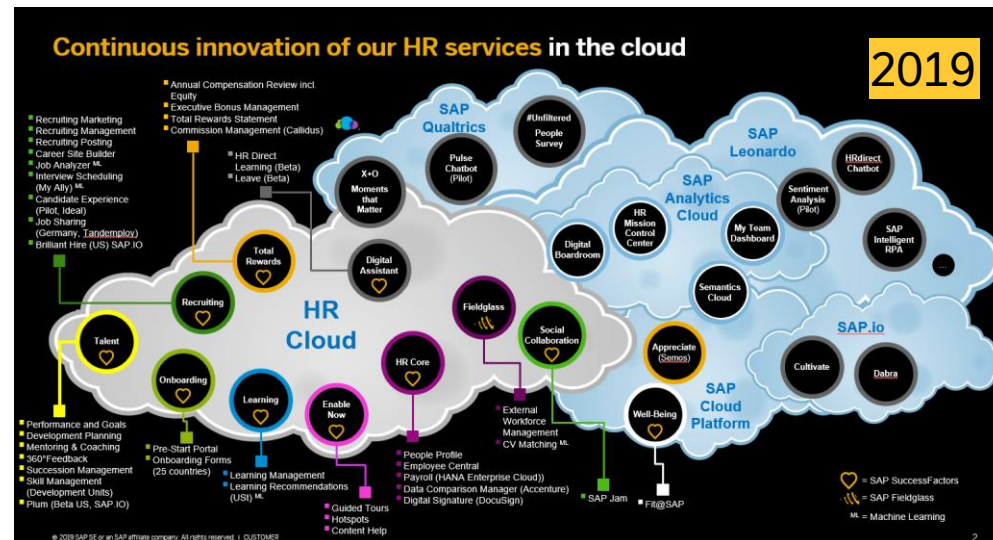 Continuous innovation of our HR services in the cloud
2019
Annual Compensation Review incl.
Equity
Executive Bonus Management
Total Rewards Statement
Commission Management (Callidus)
Recruiting Marketing
Recruiting Management
Recruiting Posting
Career Site Builder
Job Analyzer ML
Interview Scheduling
(My Ally) ML
Candidate Experience
(Pilot, Ideal)
Job Sharing
(Germany, Tandemploy)
Brilliant Hire (US) SAP.IO
HR Direct
Learning (Beta)
Leave (Beta)
SAP
Qualtrics
X+O
Moments
that
Matter
Pulse
Chatbot
(Pilot)
#Unfiltered
People
Survey
SAP
Leonardo
HRdirect
Chatbot
Sentiment
Analysis
(Pilot)
SAP
Intelligent
RPA
...
SAP
Analytics
Cloud
Digital
Boardroom
HR
Mission
Control
Center
My Team
Dashboard
Semantics
Cloud
HR
Cloud
Total
Rewards
Digital
Assistant
Recruiting
Talent
Onboarding
Learning
Enable
Now
HR Core
Fieldglass
Social
Collaboration
SAP
Cloud
Platform
Appreciate
(Semos)
Well-Being
SAP.io
Cultivate
Dabra
Performance and Goals
Development Planning
Mentoring & Coaching
360°Feedback
Succession Management
Skill Management
(Development Units)
Plum (Beta US, SAP.IO)
Pre-Start Portal
Onboarding Forms
(25 countries)
Learning Management
Learning Recommendations
(USt) ML
Guided Tours
Hotspots
Content Help
People Profile
Employee Central
Payroll (HANA Enterprise Cloud))
Data Comparison Manager (Accenture)
Digital Signature (DocuSign)
External
Workforce
Management
CV Matching ML
SAP Jam
Fit@SAP
= SAP SuccessFactors
= SAP Fieldglass
ML = Machine Learning
© 2019 SAP SE or an SAP affiliate company. All rights reserved. I CUSTOMER
2